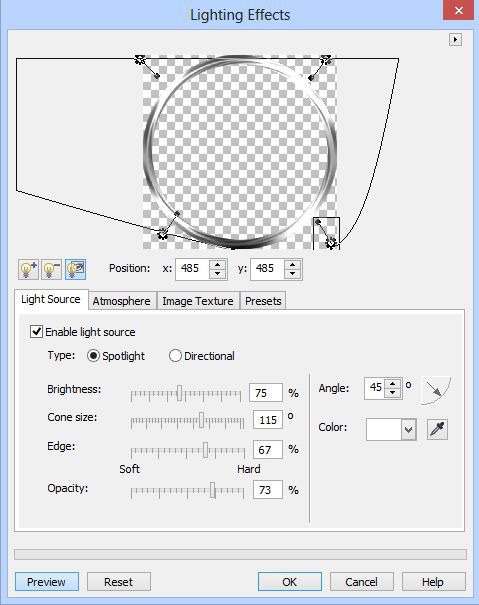 Lighting Effects
Position: x: 485 y: 485
Light Source Atmosphere Image Texture Presets
Enable light source
Type: Spotlight Directional
Brightness: 75 % Angle: 45 o
Cone size: 115 o
Color:
Edge: 67 %
Soft Hard
Opacity: 73 %
Preview Reset OK Cancel Help